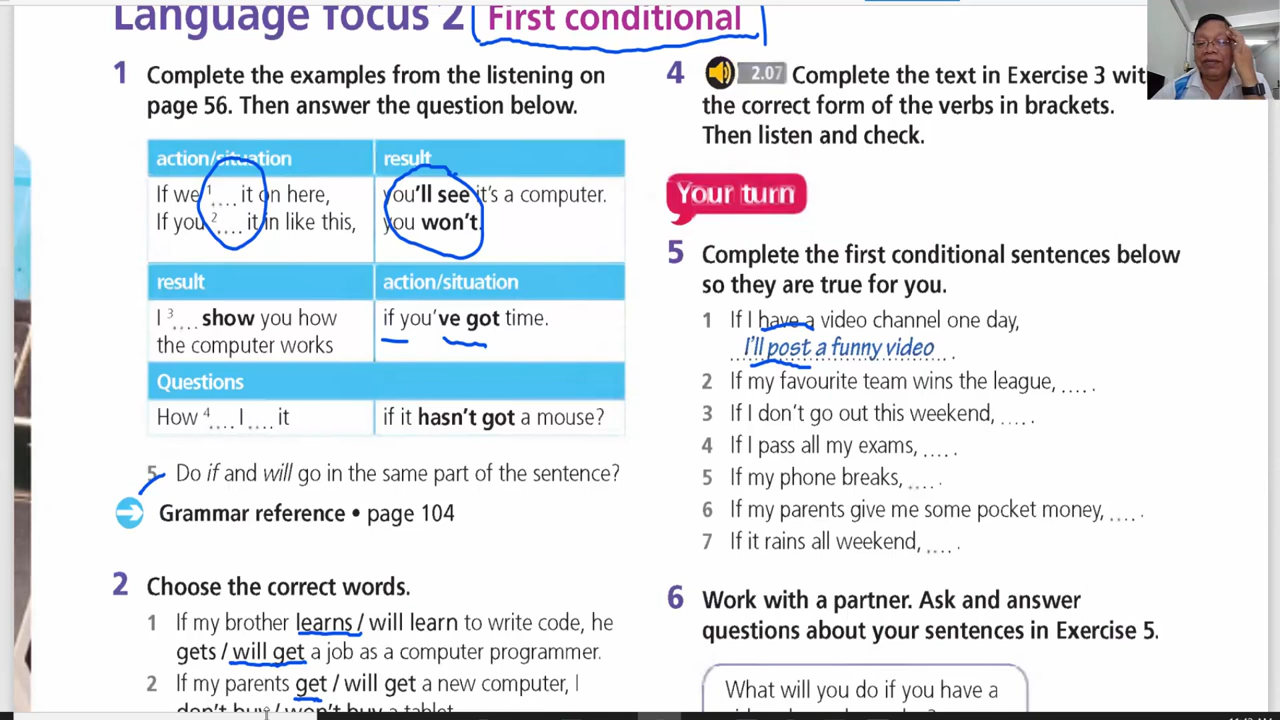 Language focus 2 First conditional
1 Complete the examples from the listening on
page 56. Then answer the question below.
action/situation result
If we ¹.... it on here, you'll see it's a computer.
If you ².... it in like this, you won't.
result action/situation
I ³.... show you how if you've got time.
the computer works
Questions
How ⁴.... I .... it if it hasn't got a mouse?
5 Do if and will go in the same part of the sentence?
Grammar reference • page 104
2 Choose the correct words.
1 If my brother learns / will learn to write code, he
gets / will get a job as a computer programmer.
2 If my parents get / will get a new computer, I
don't buy / won't buy a tablet.
4 2.07 Complete the text in Exercise 3
the correct form of the verbs in brackets.
Then listen and check.
Your turn
5 Complete the first conditional sentences below
so they are true for you.
1 If I have a video channel one day,
I'll post a funny video .
2 If my favourite team wins the league, .... .
3 If I don't go out this weekend, .... .
4 If I pass all my exams, .... .
5 If my phone breaks, .... .
6 If my parents give me some pocket money, .... .
7 If it rains all weekend, .... .
6 Work with a partner. Ask and answer
questions about your sentences in Exercise 5.
What will you do if you have a